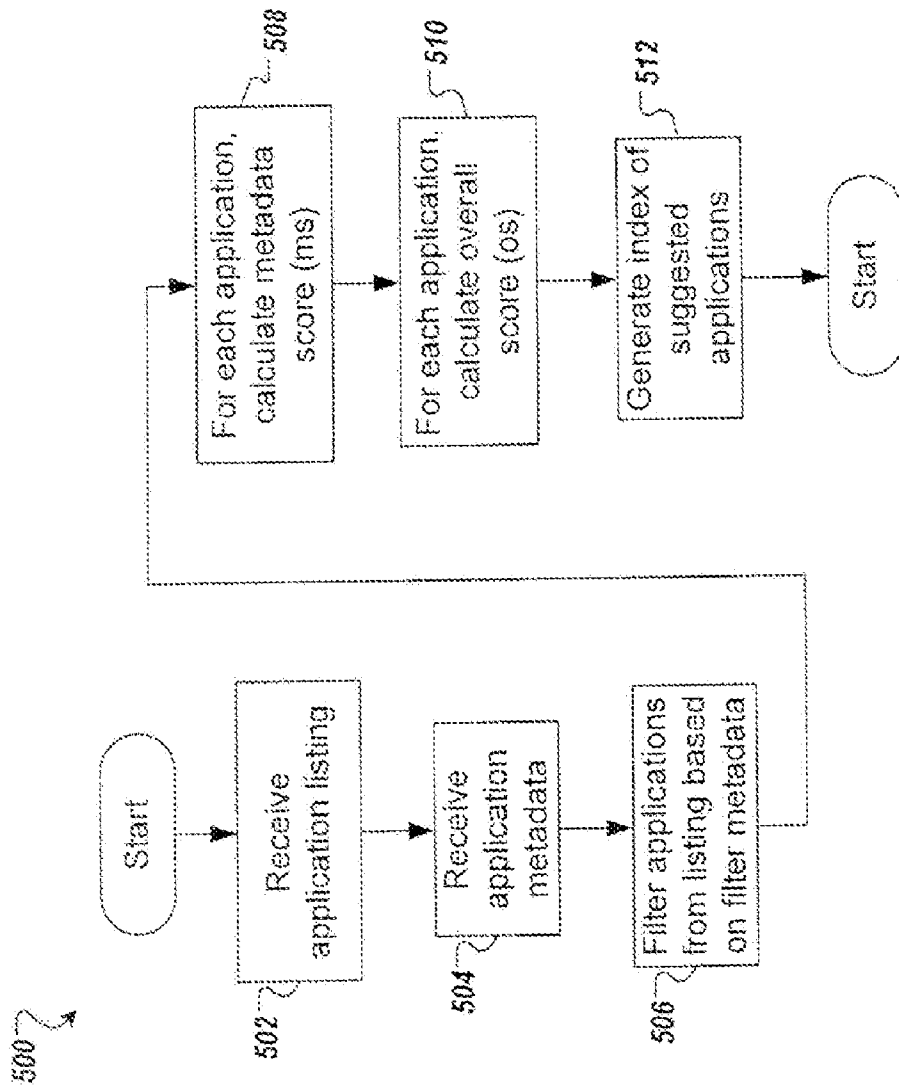 500
Start
Receive
application listing
502
Receive
application
metadata
504
Filter applications
from listing based
on filter metadata
506
For each application,
calculate metadata
score (ms)
508
For each application,
calculate overall
score (os)
510
Generate index of
suggested
applications
512
Start